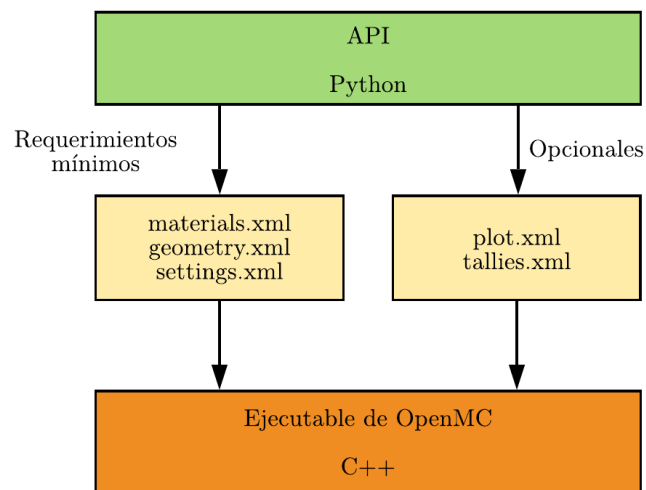 API
Python
Requerimientos
mínimos
Opcionales
materials.xml
geometry.xml
settings.xml
plot.xml
tallies.xml
Ejecutable de OpenMC
C++